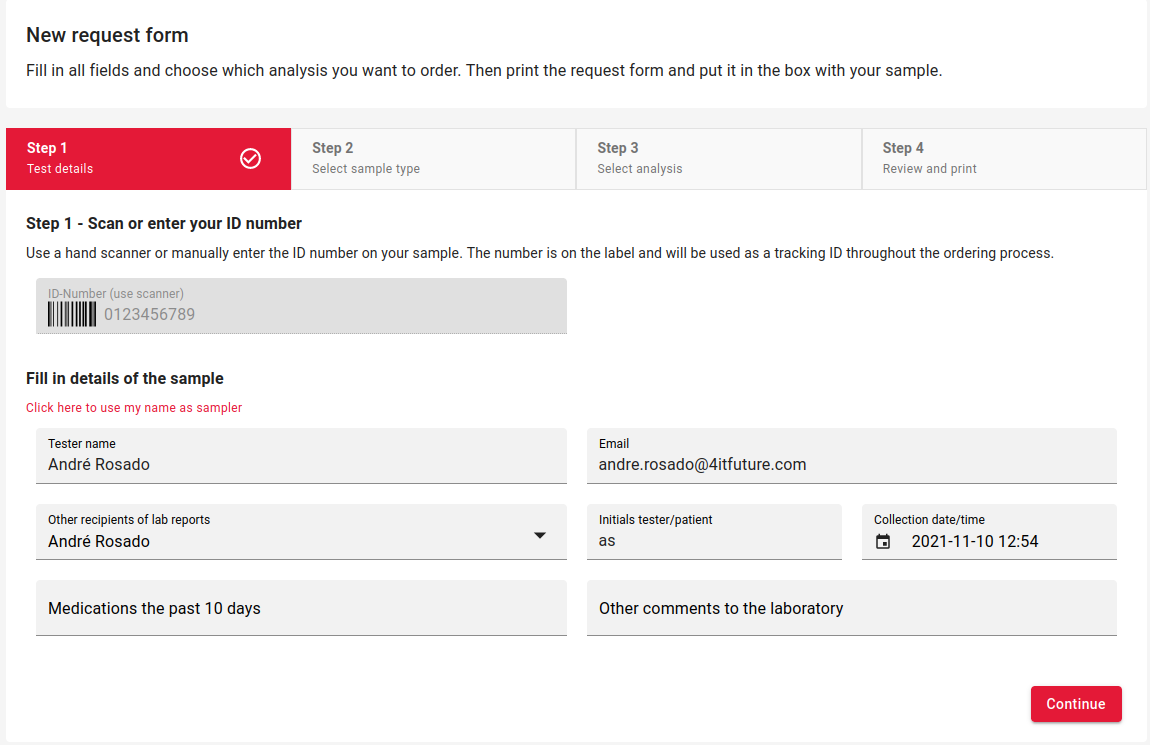 New request form
Fill in all fields and choose which analysis you want to order. Then print the request form and put it in the box with your sample.
Step 1
Test details
Step 2
Select sample type
Step 3
Select analysis
Step 4
Review and print
Step 1 - Scan or enter your ID number
Use a hand scanner or manually enter the ID number on your sample. The number is on the label and will be used as a tracking ID throughout the ordering process.
ID-Number (use scanner)
0123456789
Fill in details of the sample
Click here to use my name as sampler
Tester name
André Rosado
Email
andre.rosado@4itfuture.com
Other recipients of lab reports
André Rosado
Initials tester/patient
as
Collection date/time
2021-11-10 12:54
Medications the past 10 days
Other comments to the laboratory
Continue